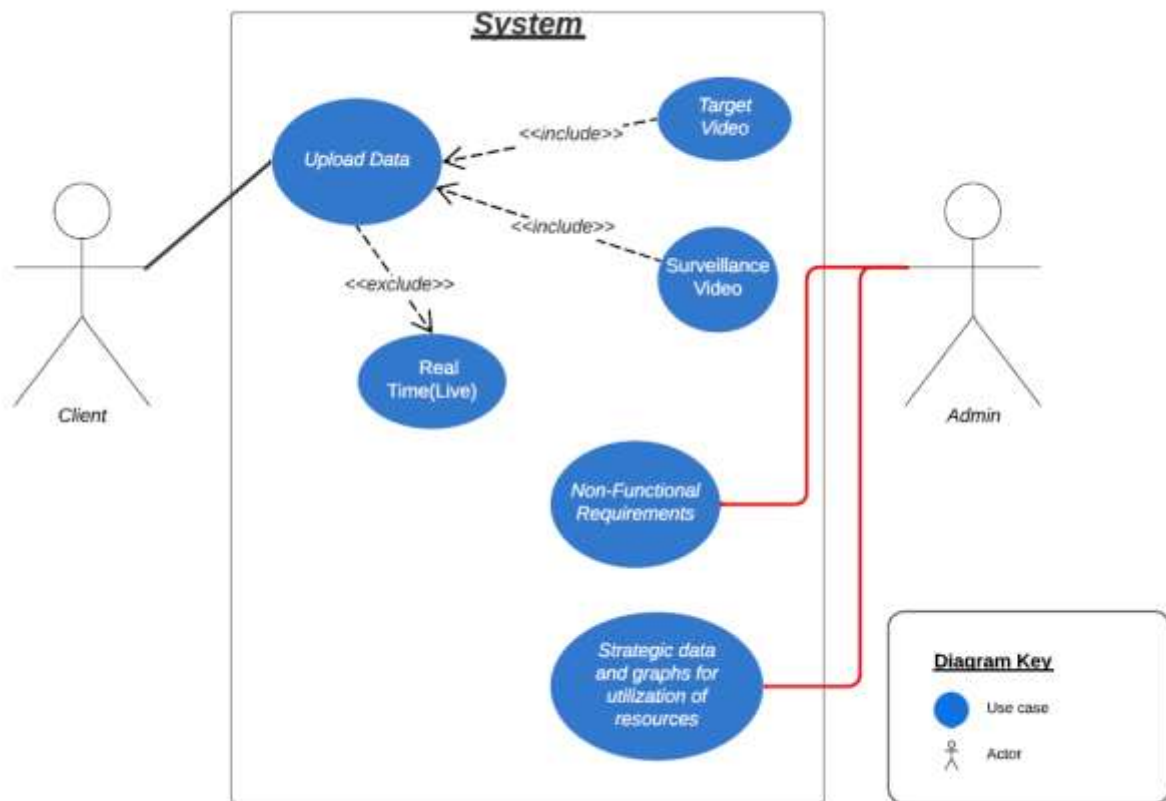 System
Target
Video
<<include>>
Upload Data
<<include>>
Surveillance
Video
<<exclude>>
Real
Time(Live)
Client
Admin
Non-Functional
Requirements
Strategic data
and graphs for
utilization of
resources
Diagram Key
Use case
Actor